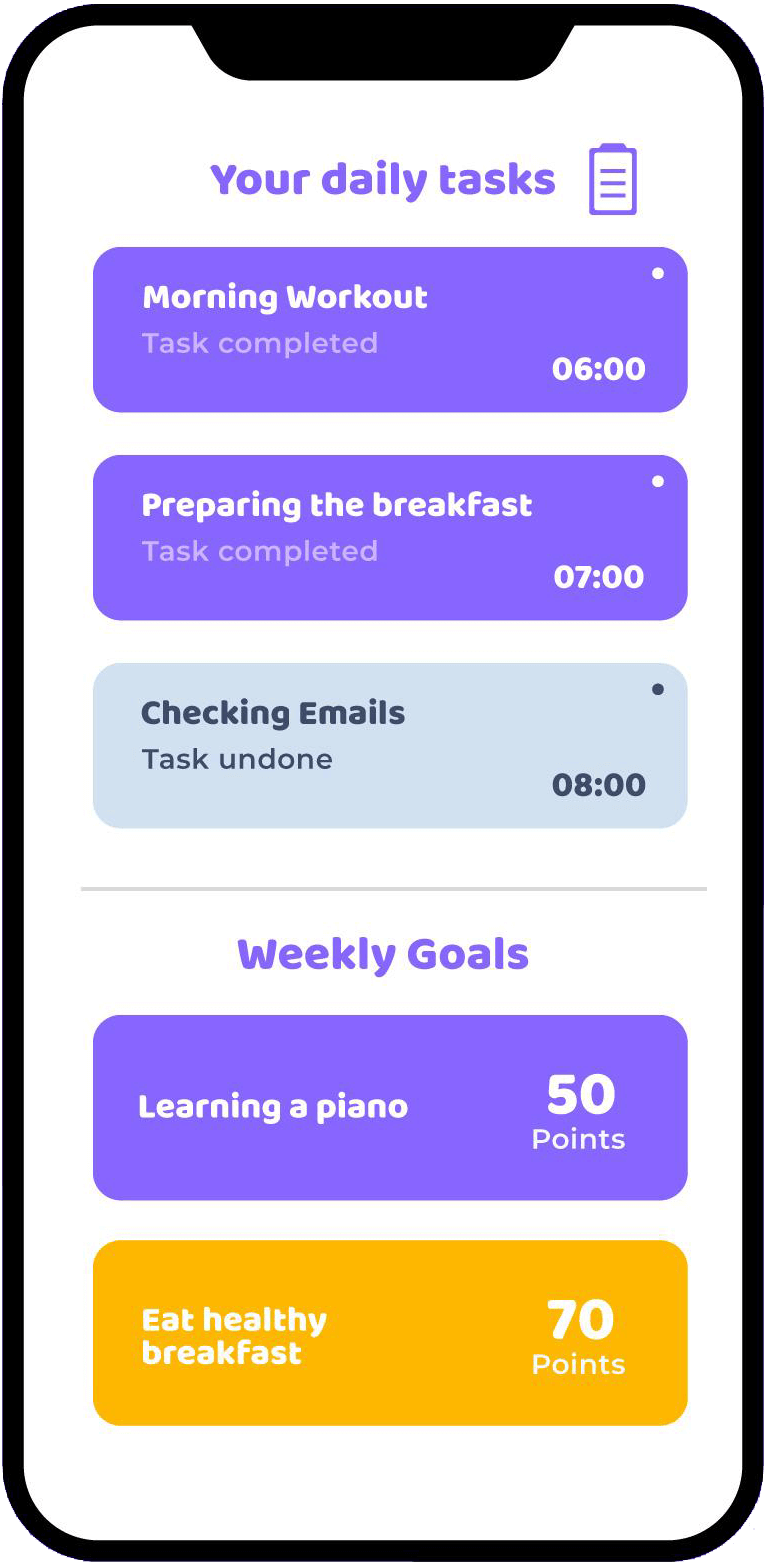 Your daily tasks
Morning Workout
Task completed
06:00
Preparing the breakfast
Task completed
07:00
Checking Emails
Task undone
08:00
Weekly Goals
Learning a piano
50
Points
Eat healthy
breakfast
70
Points